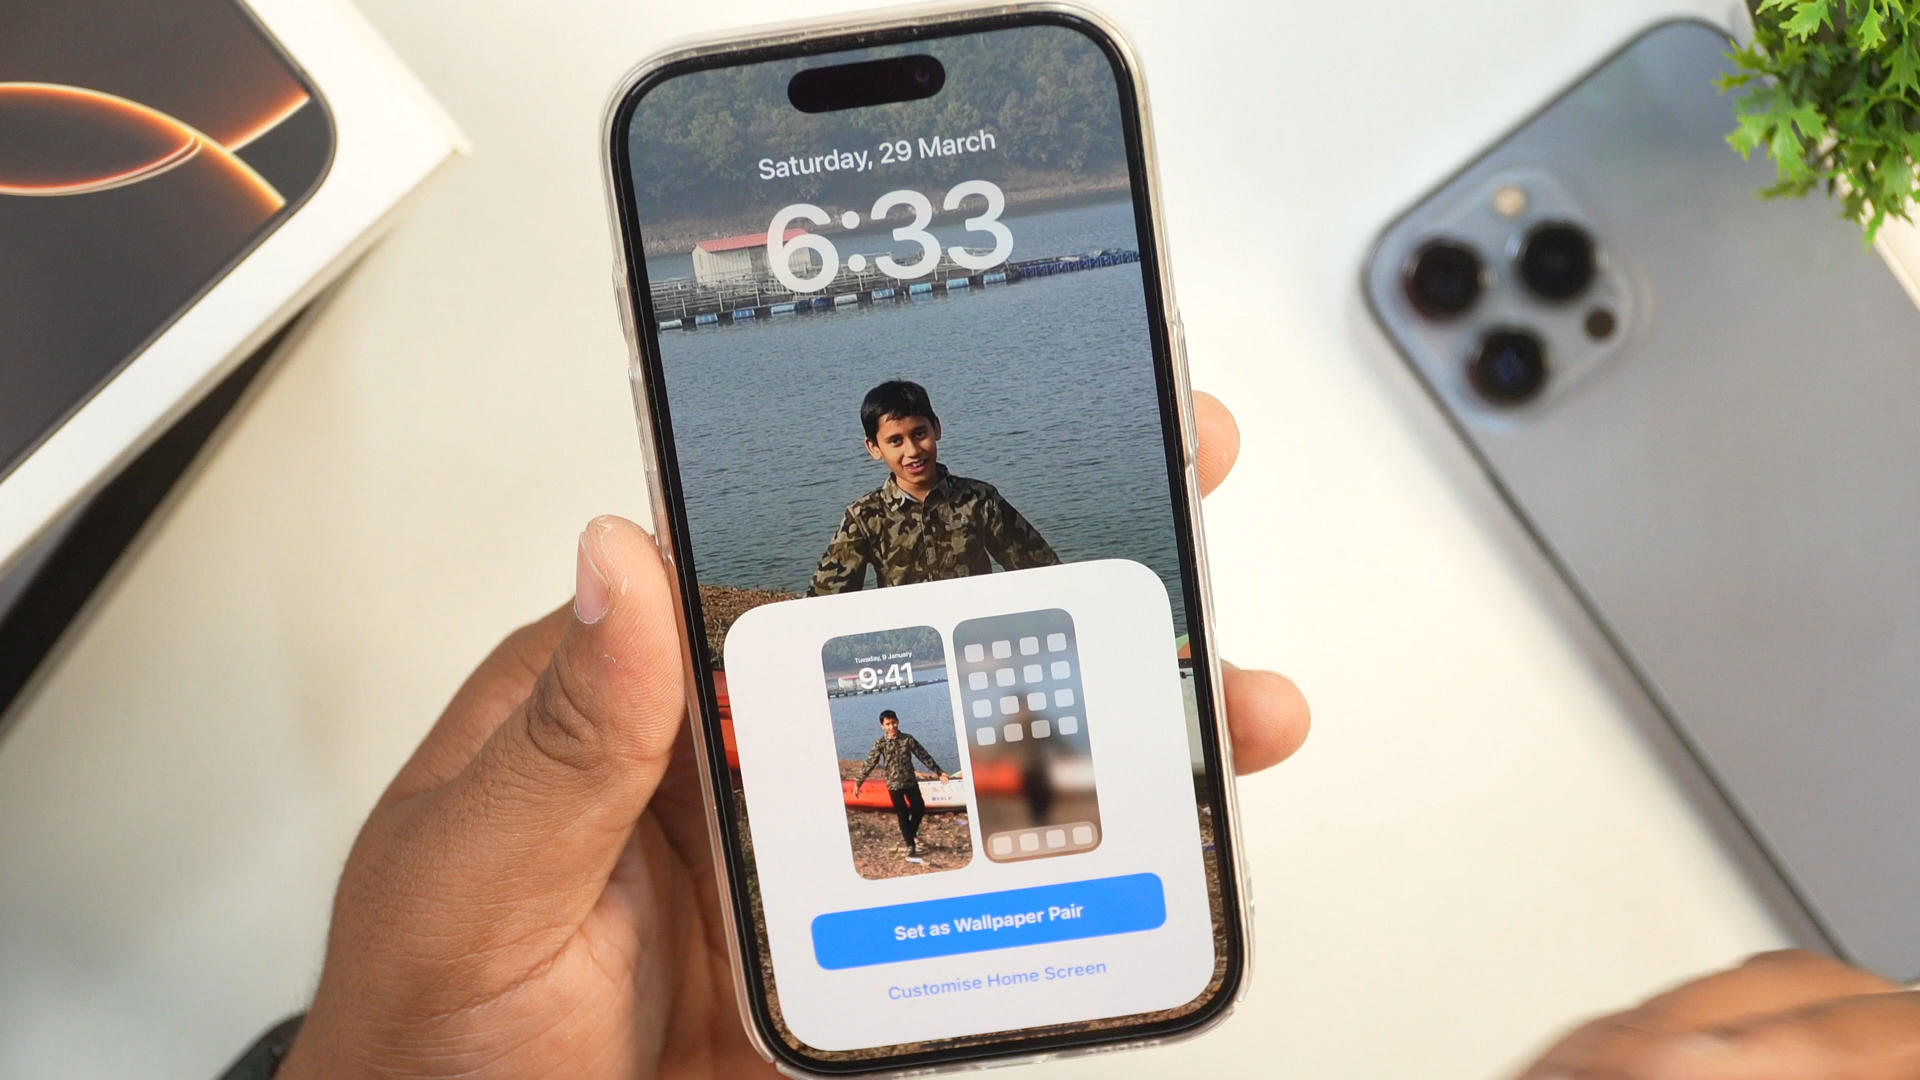 Saturday, 29 March
6:33
Tuesday, 9 January
9:41
Set as Wallpaper Pair
Customise Home Screen